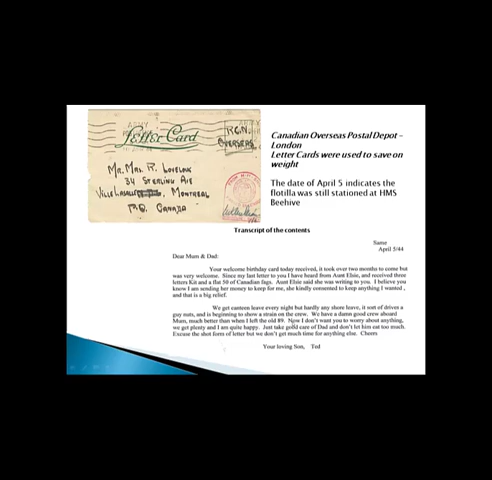 Letter Card
R.C.N.
OVERSEAS
MR. MRS. R. LOVELOCK
34 STERLING AVE
VILLE LASALLE MONTREAL
P.Q. CANADA
Canadian Overseas Postal Depot –
London
Letter Cards were used to save on
weight
The date of April 5 indicates the
flotilla was still stationed at HMS
Beehive
Transcript of the contents
Same
April 5/44
Dear Mum & Dad:
Your welcome birthday card today received, it took over two months to come but
was very welcome. Since my last letter to you I have heard from Aunt Elsie, and received three
letters Kit and a flat 50 of Canadian fags. Aunt Elsie said she was writing to you. I believe you
know I am sending her money to keep for me, she kindly consented to keep anything I wanted ,
and that is a big relief.
We get canteen leave every night but hardly any shore leave, it sort of drives a
guy nuts, and is beginning to show a strain on the crew. We have a damn good crew aboard
Mum, much better than when I left the old 89. Now I don't want you to worry about anything,
we get plenty and I am quite happy. Just take gold care of Dad and don't let him eat too much.
Excuse the shot form of letter but we don't get much time for anything else. Cheers
Your loving Son, Ted